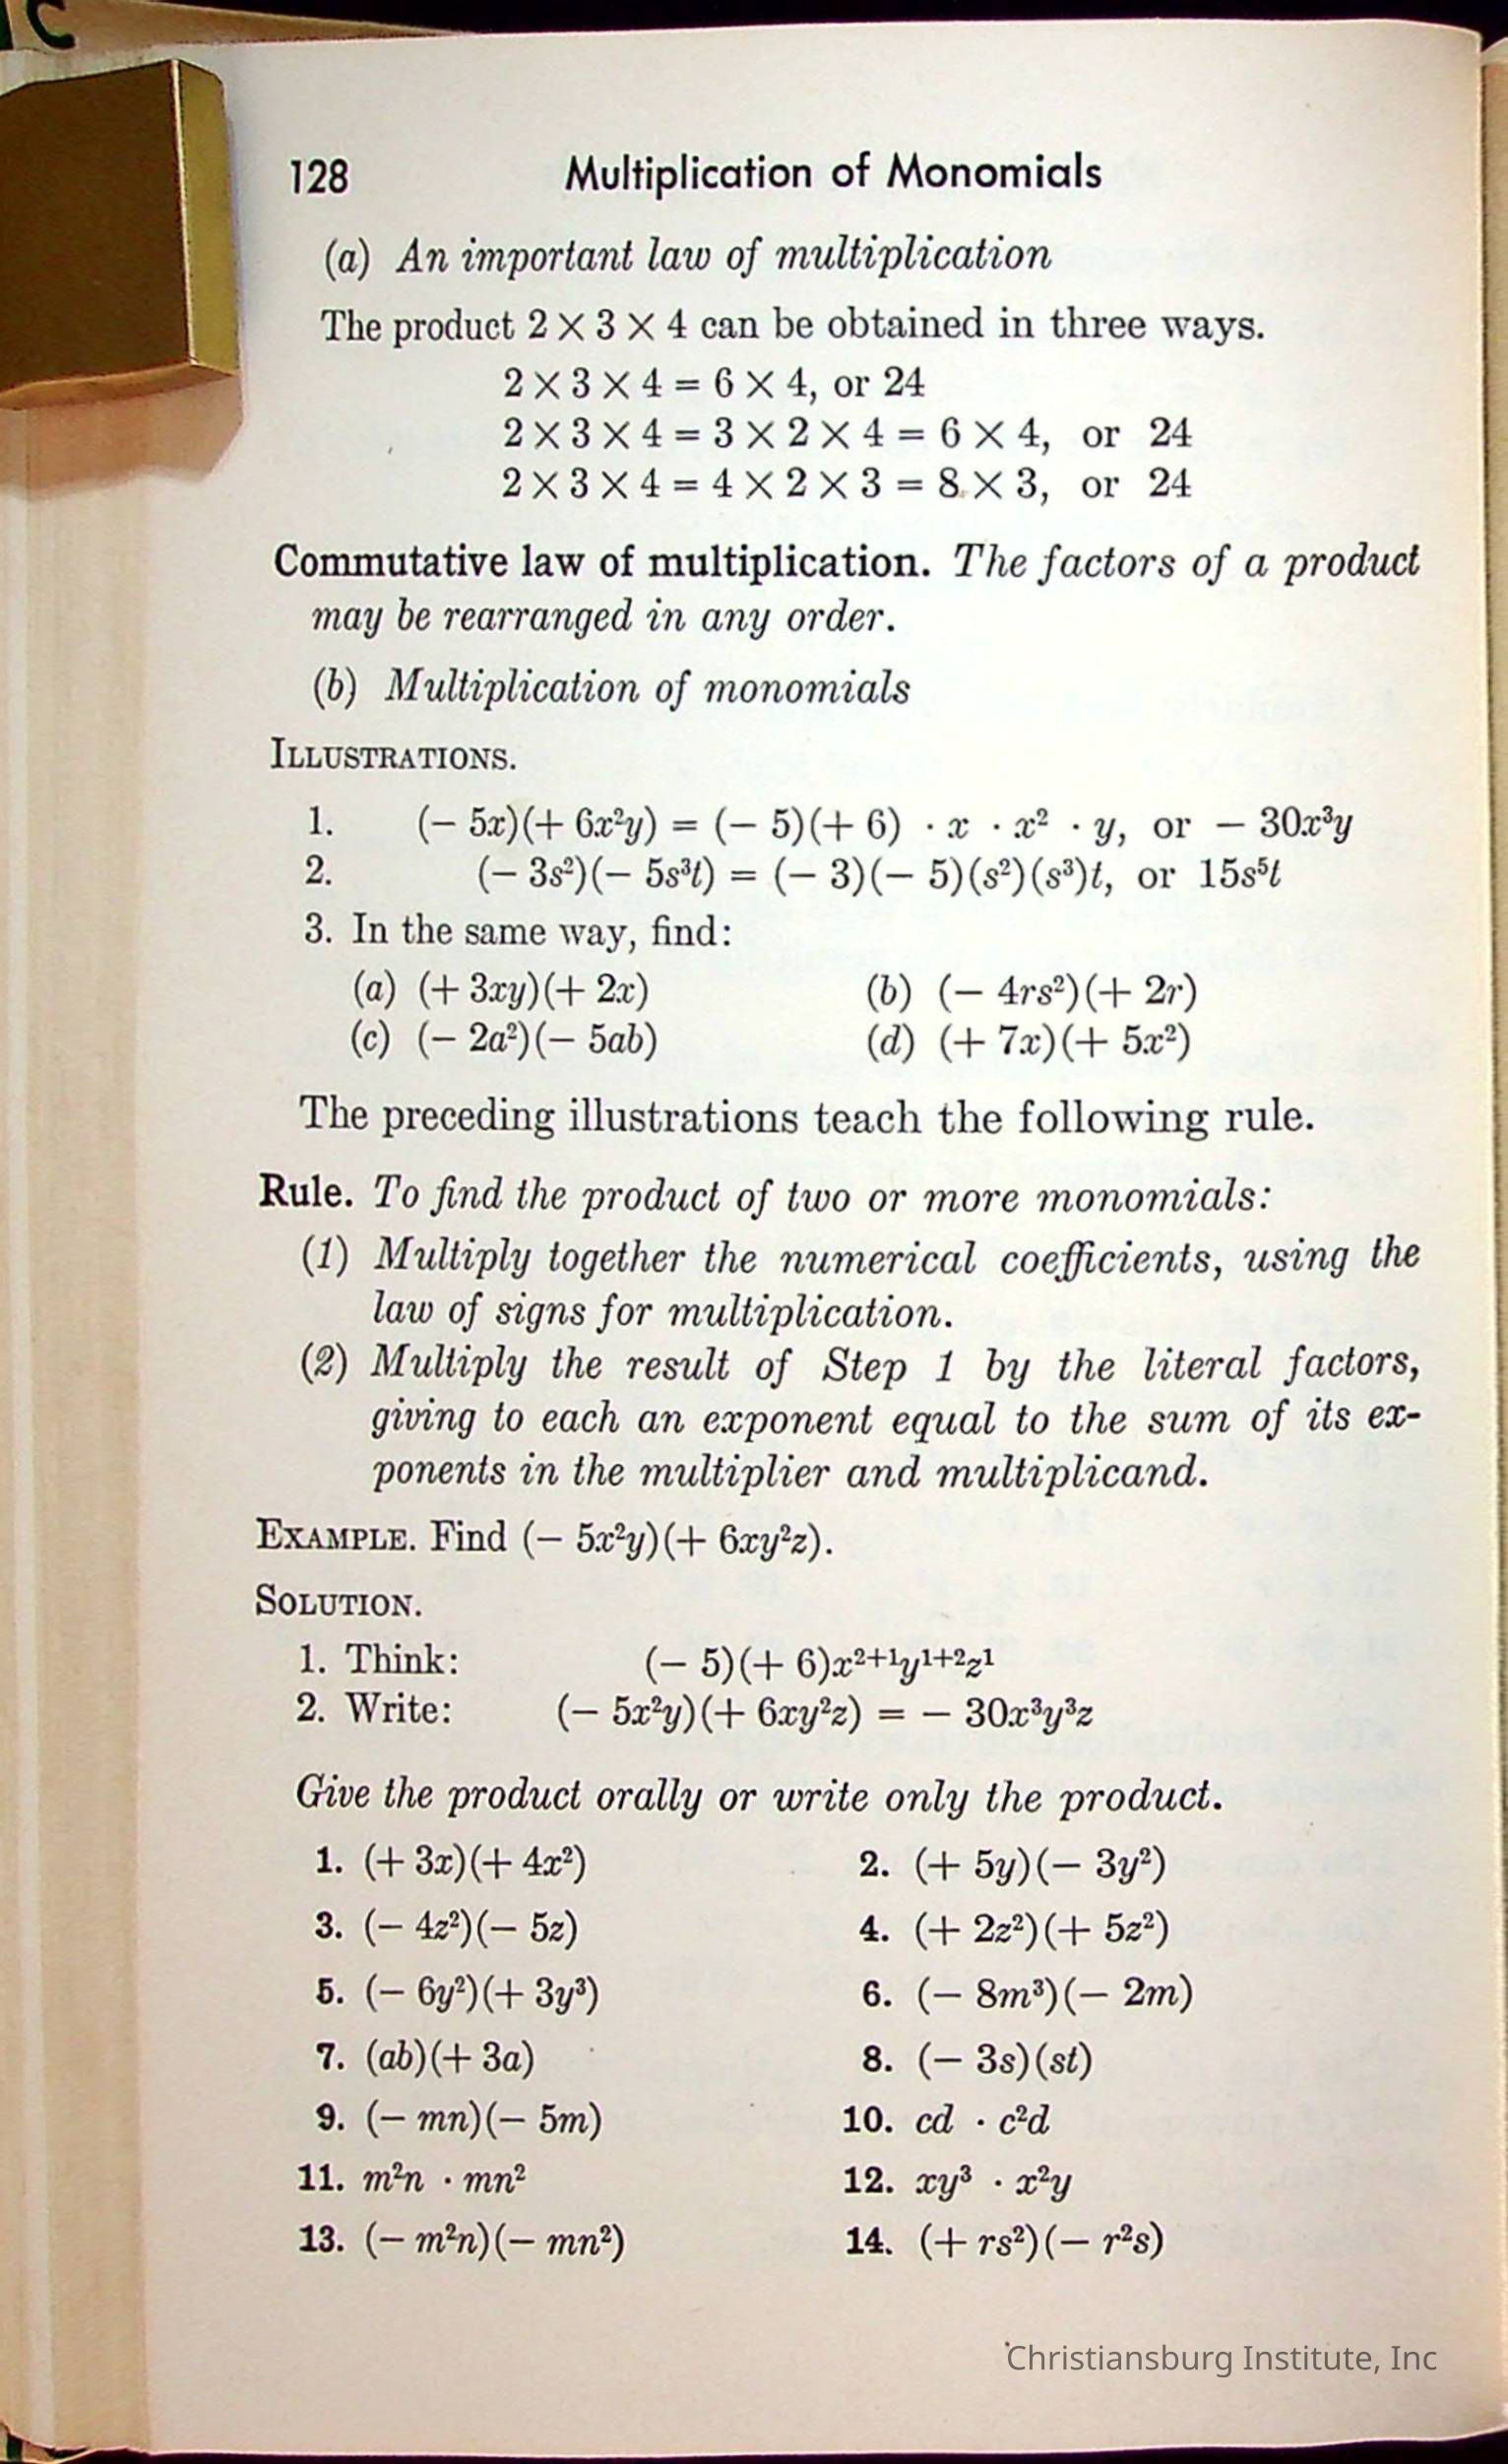 128 Multiplication of Monomials
(a) An important law of multiplication
The product 2 × 3 × 4 can be obtained in three ways.
2 × 3 × 4 = 6 × 4, or 24
2 × 3 × 4 = 3 × 2 × 4 = 6 × 4, or 24
2 × 3 × 4 = 4 × 2 × 3 = 8 × 3, or 24
Commutative law of multiplication. The factors of a product
may be rearranged in any order.
(b) Multiplication of monomials
ILLUSTRATIONS.
1. (− 5x)(+ 6x²y) = (− 5)(+ 6) · x · x² · y, or − 30x³y
2. (− 3s²)(− 5s³t) = (− 3)(− 5)(s²)(s³)t, or 15s⁵t
3. In the same way, find:
(a) (+ 3xy)(+ 2x) (b) (− 4rs²)(+ 2r)
(c) (− 2a²)(− 5ab) (d) (+ 7x)(+ 5x²)
The preceding illustrations teach the following rule.
Rule. To find the product of two or more monomials:
(1) Multiply together the numerical coefficients, using the
law of signs for multiplication.
(2) Multiply the result of Step 1 by the literal factors,
giving to each an exponent equal to the sum of its ex-
ponents in the multiplier and multiplicand.
EXAMPLE. Find (− 5x²y)(+ 6xy²z).
SOLUTION.
1. Think: (− 5)(+ 6)x²⁺¹y¹⁺²z¹
2. Write: (− 5x²y)(+ 6xy²z) = − 30x³y³z
Give the product orally or write only the product.
1. (+ 3x)(+ 4x²) 2. (+ 5y)(− 3y²)
3. (− 4z²)(− 5z) 4. (+ 2z²)(+ 5z²)
5. (− 6y²)(+ 3y³) 6. (− 8m³)(− 2m)
7. (ab)(+ 3a) 8. (− 3s)(st)
9. (− mn)(− 5m) 10. cd · c²d
11. m²n · mn² 12. xy³ · x²y
13. (− m²n)(− mn²) 14. (+ rs²)(− r²s)
Christiansburg Institute, Inc